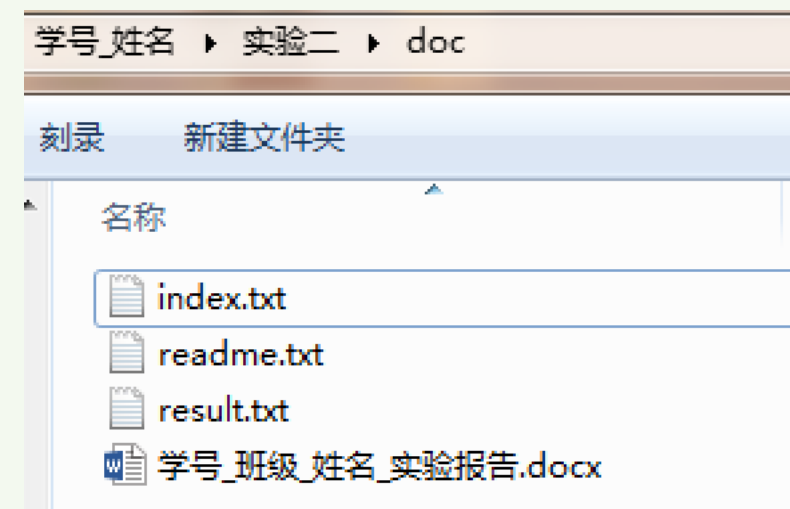 学号_姓名 ▸ 实验二 ▸ doc
刻录 新建文件夹
名称
index.txt
readme.txt
result.txt
学号_班级_姓名_实验报告.docx